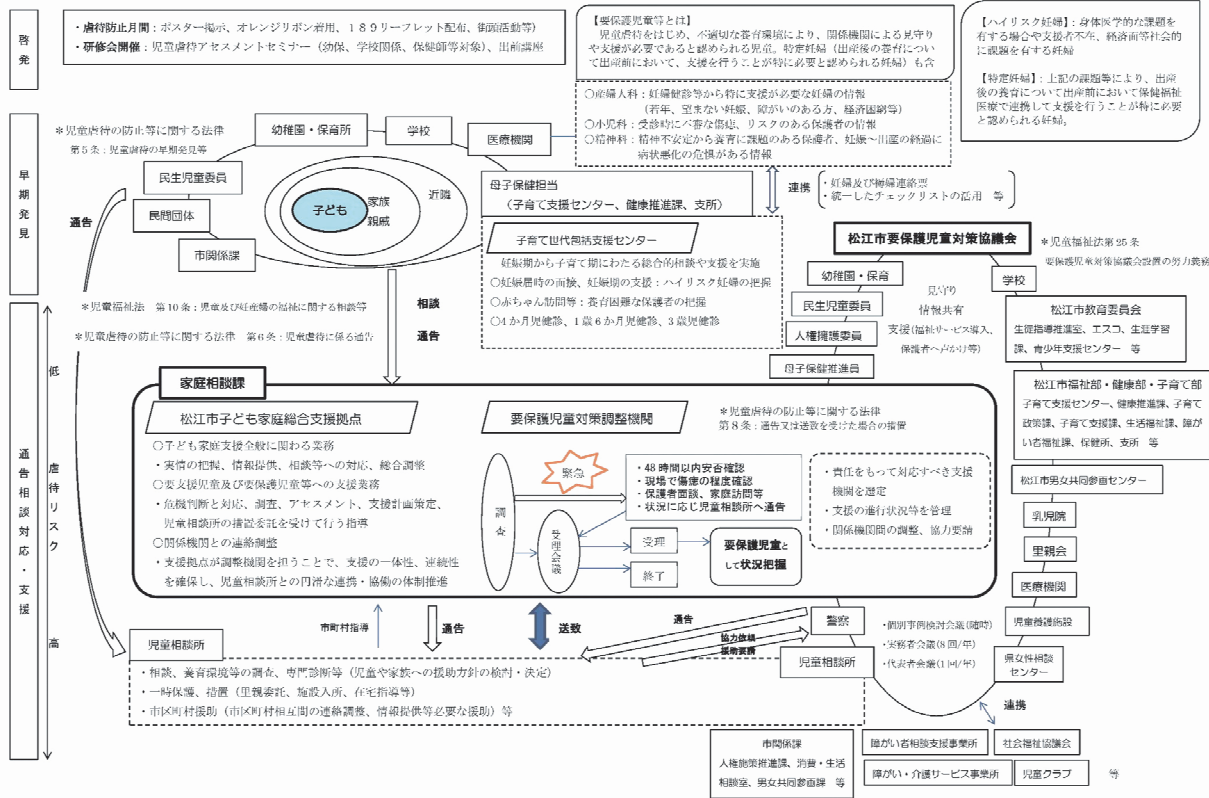 啓発
・虐待防止月間：ポスター掲示、オレンジリボン着用、１８９リーフレット配布、街頭活動等）
・研修会開催：児童虐待アセスメントセミナー（幼保、学校関係、保健師等対象）、出前講座
【要保護児童等とは】
児童虐待をはじめ、不適切な養育環境により、関係機関による見守り
や支援が必要であると認められる児童。特定妊婦（出産後の養育につい
て出産前において、支援を行うことが特に必要と認められる妊婦）も含
【ハイリスク妊婦】：身体医学的な課題を
有する場合や支援者不在、経済面等社会的
に課題を有する妊婦
【特定妊婦】：上記の課題等により、出産
後の養育について出産前において保健福祉
医療で連携して支援を行うことが特に必要
と認められる妊婦。
早期発見
＊児童虐待の防止等に関する法律
第５条：児童虐待の早期発見等
幼稚園・保育所
学校
医療機関
民生児童委員
民間団体
市関係課
子ども
家族
親戚
近隣
通告
○産婦人科：妊婦健診等から特に支援が必要な妊婦の情報
（若年、望まない妊娠、障がいのある方、経済困窮等）
○小児科：受診時に不審な傷痣、リスクのある保護者の情報
○精神科：精神不安定から養育に課題のある保護者、妊娠～出産の経過に
病状悪化の危惧がある情報
母子保健担当
（子育て支援センター、健康推進課、支所）
連携
・妊婦及び褥婦連絡票
・統一したチェックリストの活用　等
子育て世代包括支援センター
妊娠期から子育て期にわたる総合的相談や支援を実施
○妊娠届時の面接、妊娠期の支援：ハイリスク妊婦の把握
○赤ちゃん訪問等：養育困難な保護者の把握
○４か月児健診、１歳６か月児健診、３歳児健診
松江市要保護児童対策協議会
＊児童福祉法第25条
要保護児童対策協議会設置の努力義務
幼稚園・保育
民生児童委員
人権擁護委員
母子保健推進員
見守り
情報共有
支援（福祉サービス導入、
保護者へ声かけ等）
学校
松江市教育委員会
生徒指導推進室、エスコ、生涯学習
課、青少年支援センター　等
松江市福祉部・健康部・子育て部
子育て支援センター、健康推進課、子育て
政策課、子育て支援課、生活福祉課、障が
い者福祉課、保健所、支所　等
松江市男女共同参画センター
乳児院
里親会
医療機関
児童養護施設
県女性相談
センター
＊児童福祉法　第10条：児童及び妊産婦の福祉に関する相談等
＊児童虐待の防止等に関する法律　第６条：児童虐待に係る通告
相談
通告
通告相談対応・支援
低
虐待リスク
高
家庭相談課
松江市子ども家庭総合支援拠点
○子ども家庭支援全般に関わる業務
・実情の把握、情報提供、相談等への対応、総合調整
○要支援児童及び要保護児童等への支援業務
・危機判断と対応、調査、アセスメント、支援計画策定、
児童相談所の措置委託を受けて行う指導
○関係機関との連絡調整
・支援拠点が調整機関を担うことで、支援の一体性、連続性
を確保し、児童相談所との円滑な連携・協働の体制推進
要保護児童対策調整機関
＊児童虐待の防止等に関する法律
第８条：通告又は送致を受けた場合の措置
調査
緊急
・48時間以内安否確認
・現場で傷痣の程度確認
・保護者面談、家庭訪問等
・状況に応じ児童相談所へ通告
受理会議
受理
終了
要保護児童と
して状況把握
・責任をもって対応すべき支援
機関を選定
・支援の進行状況等を管理
・関係機関間の調整、協力要請
市町村指導
通告
送致
通告
協力依頼
援助要請
警察
児童相談所
・個別事例検討会議（随時）
・実務者会議（８回/年）
・代表者会議（１回/年）
児童相談所
・相談、養育環境等の調査、専門診断等（児童や家族への援助方針の検討・決定）
・一時保護、措置（里親委託、施設入所、在宅指導等）
・市区町村援助（市区町村相互間の連絡調整、情報提供等必要な援助）等
連携
市関係課
人権施策推進課、消費・生活
相談室、男女共同参画課　等
障がい者相談支援事業所
社会福祉協議会
障がい・介護サービス事業所
児童クラブ
等